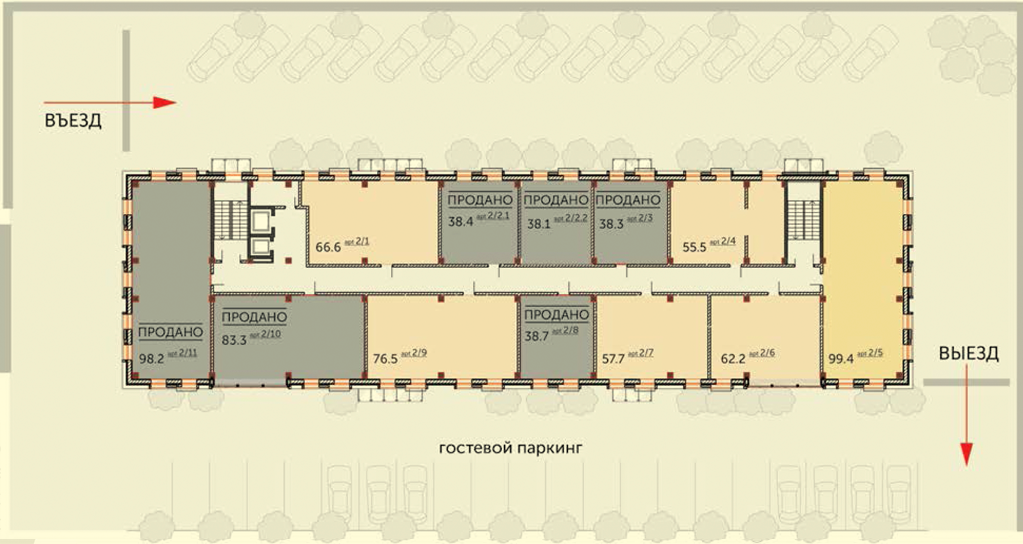 ВЪЕЗД
ПРОДАНО
38.4 арт 2/2.1
ПРОДАНО
38.1 арт 2/2.2
ПРОДАНО
38.3 арт 2/3
66.6 арт 2/1
55.5 арт 2/4
ПРОДАНО
98.2 арт 2/11
ПРОДАНО
83.3 арт 2/10
76.5 арт 2/9
ПРОДАНО
38.7 арт 2/8
57.7 арт 2/7
62.2 арт 2/6
99.4 арт 2/5
ВЫЕЗД
гостевой паркинг